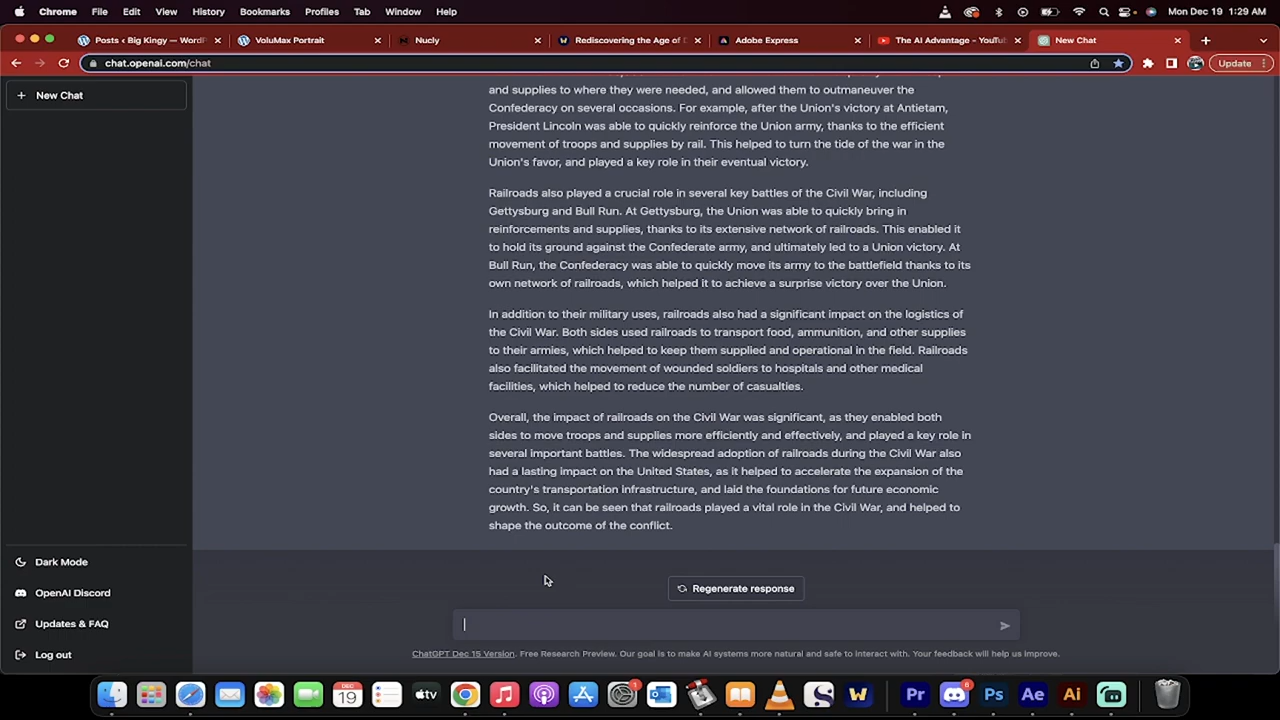 Chrome File Edit View History Bookmarks Profiles Tab Window Help Mon Dec 19 1:29 AM
Posts ‹ Big Kingy — WordP VoluMax Portrait Nucly Rediscovering the Age of D Adobe Express The AI Advantage - YouTub New Chat
chat.openai.com/chat Update
New Chat
and supplies to where they were needed, and allowed them to outmaneuver the
Confederacy on several occasions. For example, after the Union's victory at Antietam,
President Lincoln was able to quickly reinforce the Union army, thanks to the efficient
movement of troops and supplies by rail. This helped to turn the tide of the war in the
Union's favor, and played a key role in their eventual victory.
Railroads also played a crucial role in several key battles of the Civil War, including
Gettysburg and Bull Run. At Gettysburg, the Union was able to quickly bring in
reinforcements and supplies, thanks to its extensive network of railroads. This enabled it
to hold its ground against the Confederate army, and ultimately led to a Union victory. At
Bull Run, the Confederacy was able to quickly move its army to the battlefield thanks to its
own network of railroads, which helped it to achieve a surprise victory over the Union.
In addition to their military uses, railroads also had a significant impact on the logistics of
the Civil War. Both sides used railroads to transport food, ammunition, and other supplies
to their armies, which helped to keep them supplied and operational in the field. Railroads
also facilitated the movement of wounded soldiers to hospitals and other medical
facilities, which helped to reduce the number of casualties.
Overall, the impact of railroads on the Civil War was significant, as they enabled both
sides to move troops and supplies more efficiently and effectively, and played a key role in
several important battles. The widespread adoption of railroads during the Civil War also
had a lasting impact on the United States, as it helped to accelerate the expansion of the
country's transportation infrastructure, and laid the foundations for future economic
growth. So, it can be seen that railroads played a vital role in the Civil War, and helped to
shape the outcome of the conflict.
Dark Mode
OpenAI Discord
Updates & FAQ
Log out
Regenerate response
ChatGPT Dec 15 Version. Free Research Preview. Our goal is to make AI systems more natural and safe to interact with. Your feedback will help us improve.
DEC 19 tv 1 S W Pr 6 Ps Ae Ai